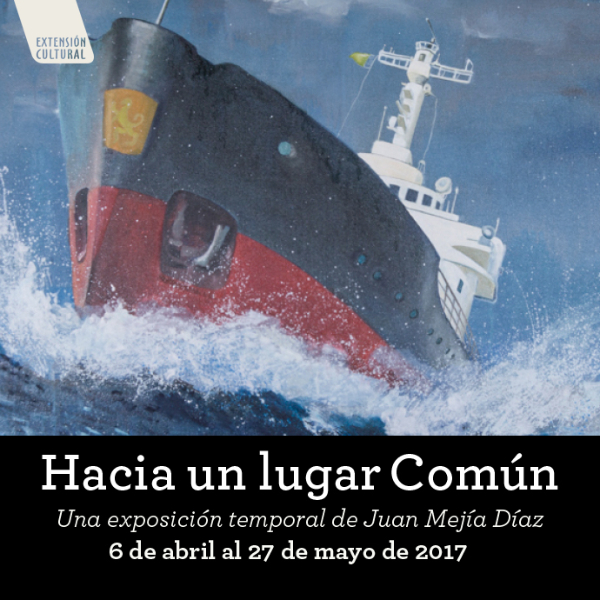 EXTENSIÓN
CULTURAL
Hacia un lugar Común
Una exposición temporal de Juan Mejía Díaz
6 de abril al 27 de mayo de 2017